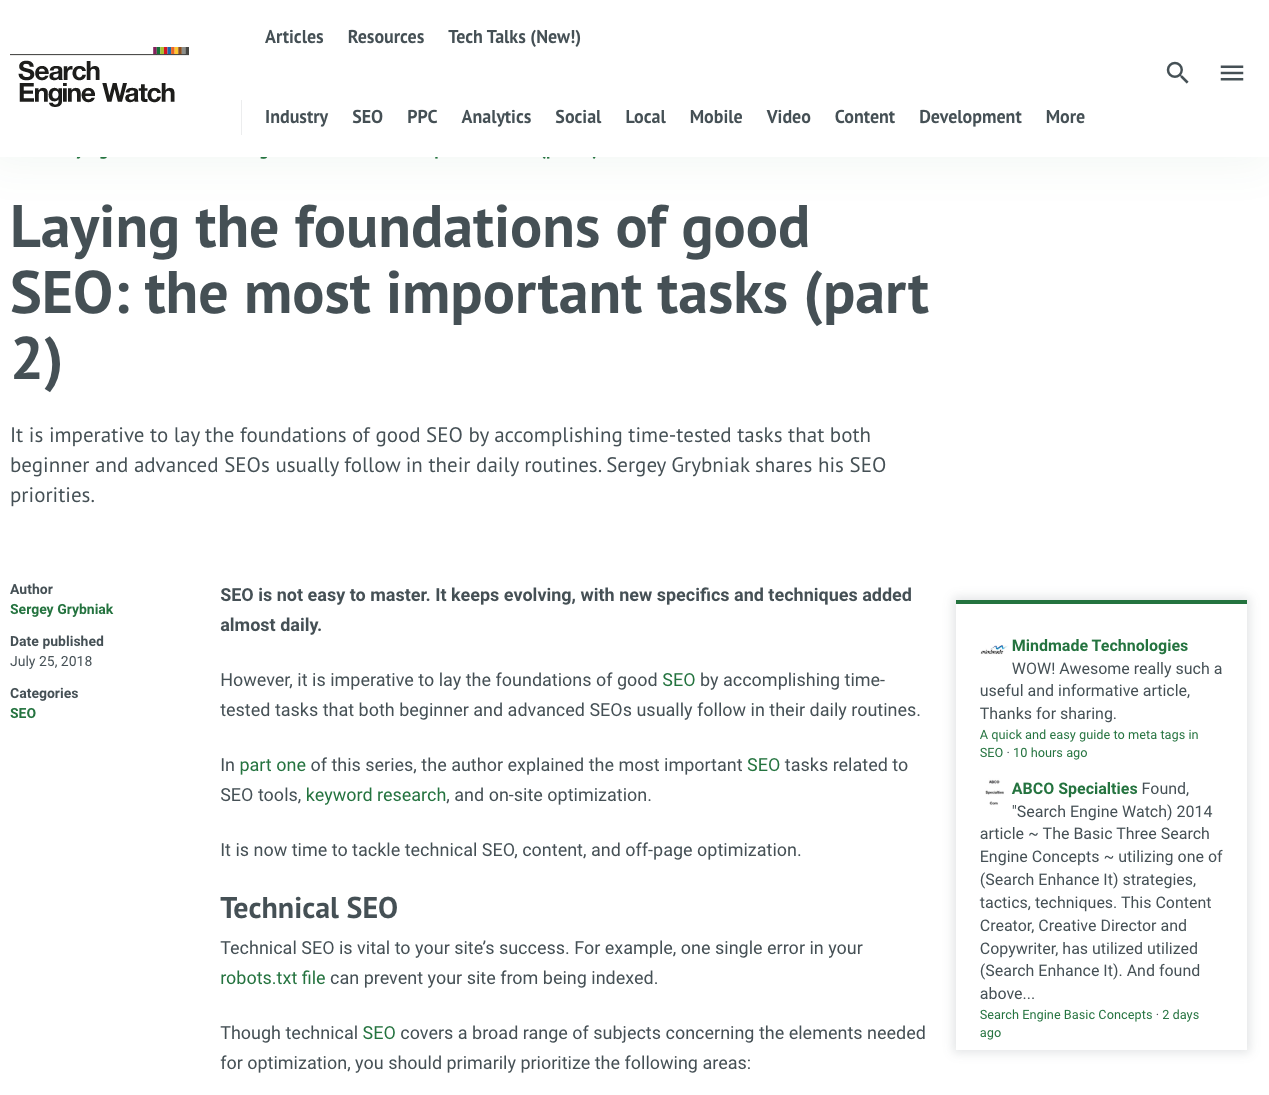 Articles Resources Tech Talks (New!)
Search
Engine Watch
Industry SEO PPC Analytics Social Local Mobile Video Content Development More
Laying the foundations of good
SEO: the most important tasks (part
2)
It is imperative to lay the foundations of good SEO by accomplishing time-tested tasks that both
beginner and advanced SEOs usually follow in their daily routines. Sergey Grybniak shares his SEO
priorities.
Author
Sergey Grybniak
Date published
July 25, 2018
Categories
SEO
SEO is not easy to master. It keeps evolving, with new specifics and techniques added
almost daily.
However, it is imperative to lay the foundations of good SEO by accomplishing time-
tested tasks that both beginner and advanced SEOs usually follow in their daily routines.
In part one of this series, the author explained the most important SEO tasks related to
SEO tools, keyword research, and on-site optimization.
It is now time to tackle technical SEO, content, and off-page optimization.
Technical SEO
Technical SEO is vital to your site’s success. For example, one single error in your
robots.txt file can prevent your site from being indexed.
Though technical SEO covers a broad range of subjects concerning the elements needed
for optimization, you should primarily prioritize the following areas:
Mindmade Technologies
WOW! Awesome really such a
useful and informative article,
Thanks for sharing.
A quick and easy guide to meta tags in
SEO · 10 hours ago
ABCO Specialties Found,
"Search Engine Watch) 2014
article ~ The Basic Three Search
Engine Concepts ~ utilizing one of
(Search Enhance It) strategies,
tactics, techniques. This Content
Creator, Creative Director and
Copywriter, has utilized utilized
(Search Enhance It). And found
above...
Search Engine Basic Concepts · 2 days
ago